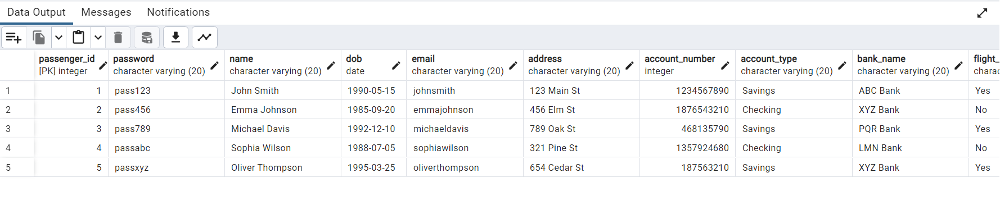 Data Output Messages Notifications
passenger_id password name dob email address account_number account_type bank_name flight_
[PK] integer character varying (20) character varying (20) date character varying (20) character varying (20) integer character varying (20) character varying (20) charac
1 1 pass123 John Smith 1990-05-15 johnsmith 123 Main St 1234567890 Savings ABC Bank Yes
2 2 pass456 Emma Johnson 1985-09-20 emmajohnson 456 Elm St 1876543210 Checking XYZ Bank No
3 3 pass789 Michael Davis 1992-12-10 michaeldavis 789 Oak St 468135790 Savings PQR Bank Yes
4 4 passabc Sophia Wilson 1988-07-05 sophiawilson 321 Pine St 1357924680 Checking LMN Bank No
5 5 passxyz Oliver Thompson 1995-03-25 oliverthompson 654 Cedar St 187563210 Savings XYZ Bank Yes